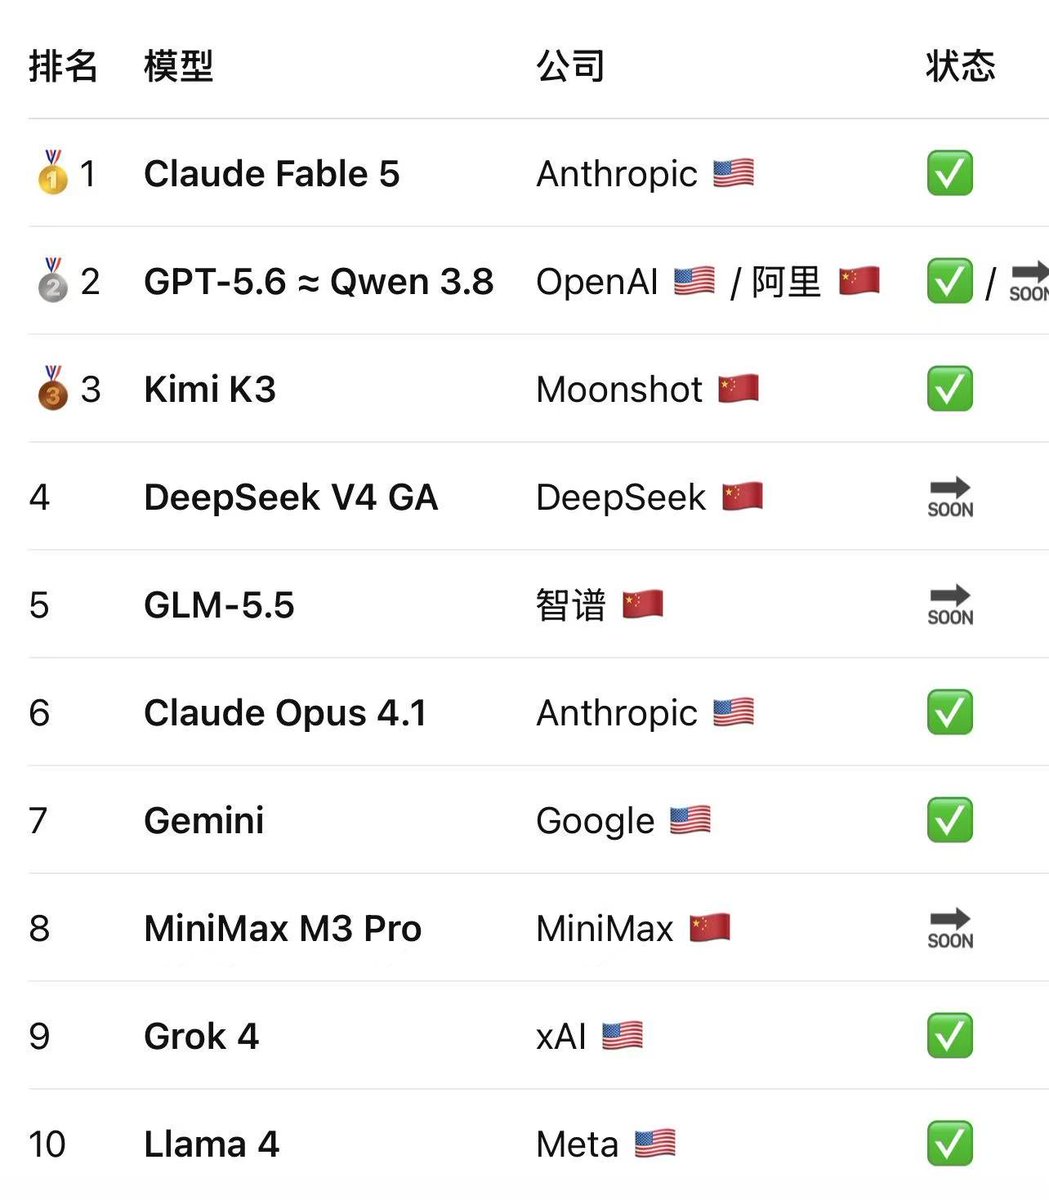 排名 模型 公司 状态
🥇 1 Claude Fable 5 Anthropic 🇺🇸 ✅
🥈 2 GPT-5.6 ≈ Qwen 3.8 OpenAI 🇺🇸 / 阿里 🇨🇳 ✅ / 🔜
🥉 3 Kimi K3 Moonshot 🇨🇳 ✅
4 DeepSeek V4 GA DeepSeek 🇨🇳 🔜
5 GLM-5.5 智谱 🇨🇳 🔜
6 Claude Opus 4.1 Anthropic 🇺🇸 ✅
7 Gemini Google 🇺🇸 ✅
8 MiniMax M3 Pro MiniMax 🇨🇳 🔜
9 Grok 4 xAI 🇺🇸 ✅
10 Llama 4 Meta 🇺🇸 ✅